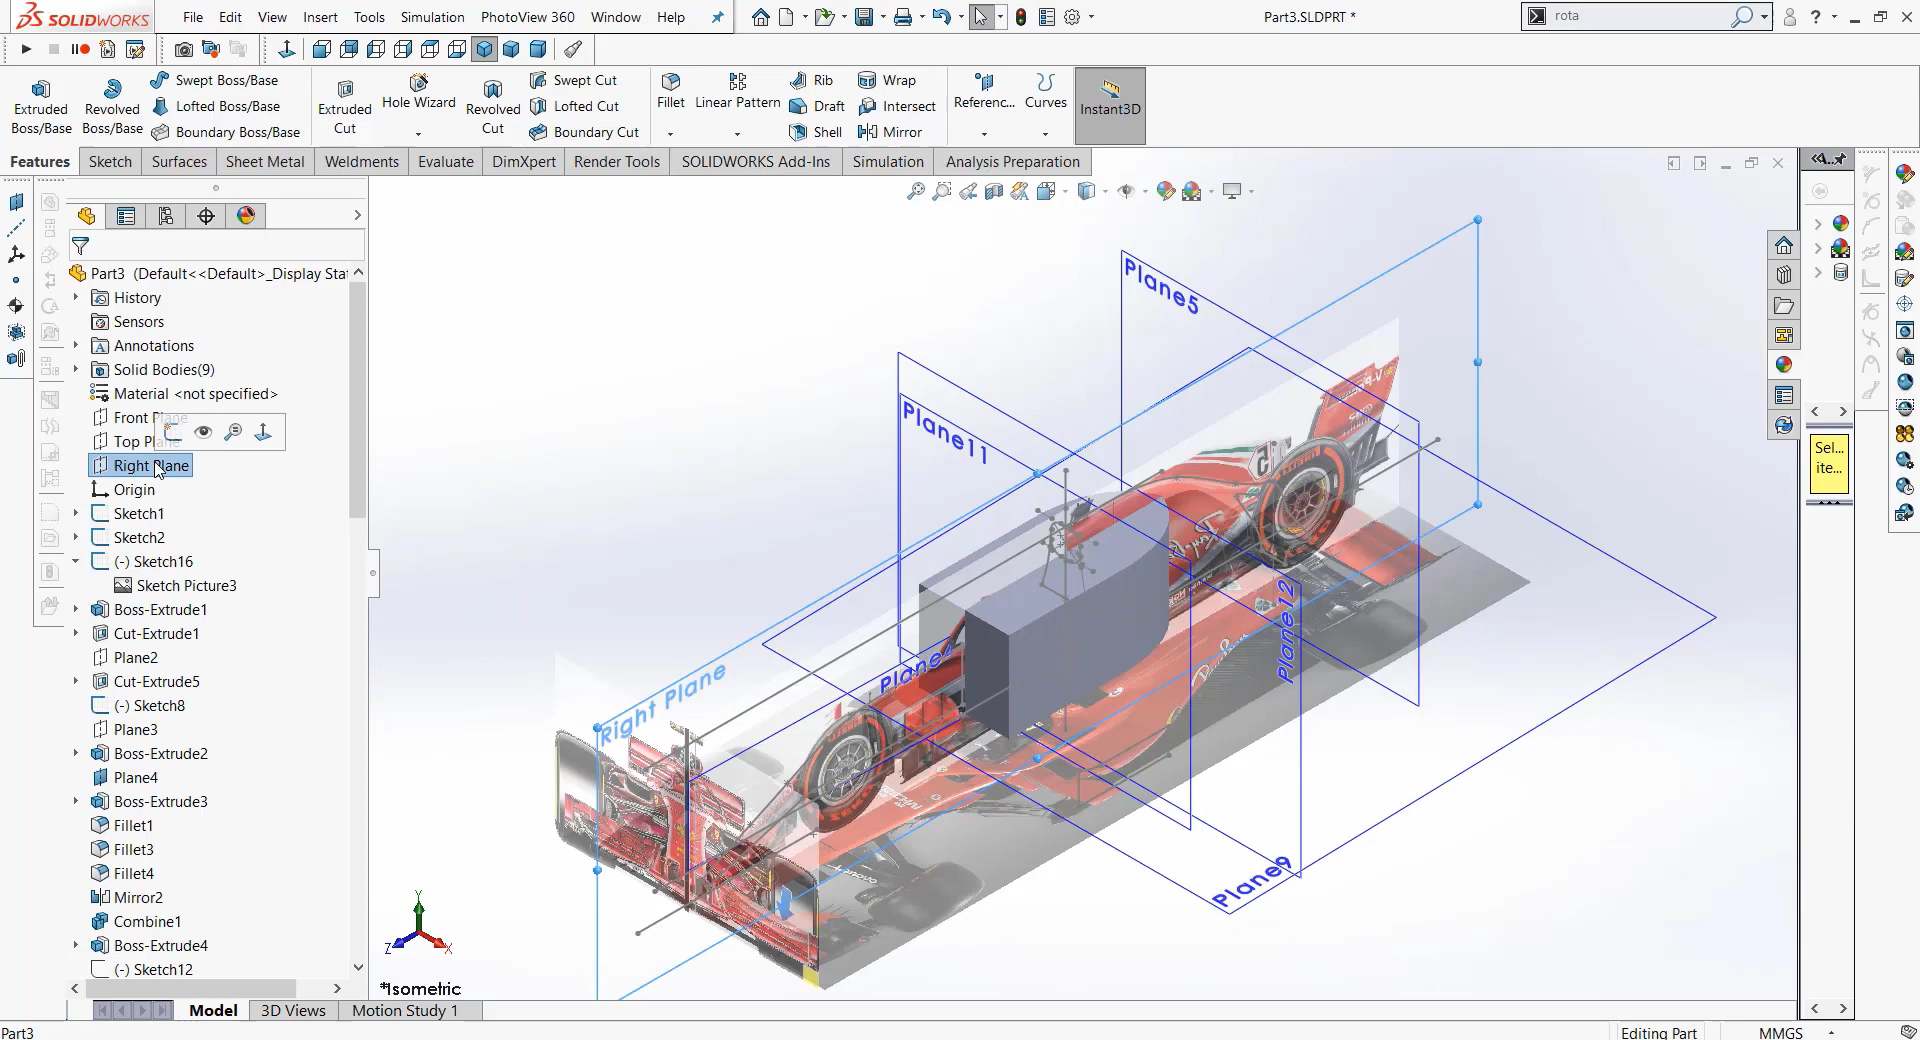 SOLIDWORKS
File Edit View Insert Tools Simulation PhotoView 360 Window Help
Part3.SLDPRT *
rota
Extruded Boss/Base
Revolved Boss/Base
Swept Boss/Base
Lofted Boss/Base
Boundary Boss/Base
Extruded Cut
Hole Wizard
Revolved Cut
Swept Cut
Lofted Cut
Boundary Cut
Fillet
Linear Pattern
Rib
Draft
Shell
Wrap
Intersect
Mirror
Referenc...
Curves
Instant3D
Features Sketch Surfaces Sheet Metal Weldments Evaluate DimXpert Render Tools SOLIDWORKS Add-Ins Simulation Analysis Preparation
Part3 (Default<<Default>_Display Sta
History
Sensors
Annotations
Solid Bodies(9)
Material <not specified>
Front Plane
Top Plane
Right Plane
Origin
Sketch1
Sketch2
(-) Sketch16
Sketch Picture3
Boss-Extrude1
Cut-Extrude1
Plane2
Cut-Extrude5
(-) Sketch8
Plane3
Boss-Extrude2
Plane4
Boss-Extrude3
Fillet1
Fillet3
Fillet4
Mirror2
Combine1
Boss-Extrude4
(-) Sketch12
Plane5
Plane11
Plane4
Plane12
Right Plane
Plane9
5
Y
Z
X
*Isometric
Sel...
ite...
Model 3D Views Motion Study 1
Part3
Editing Part
MMGS